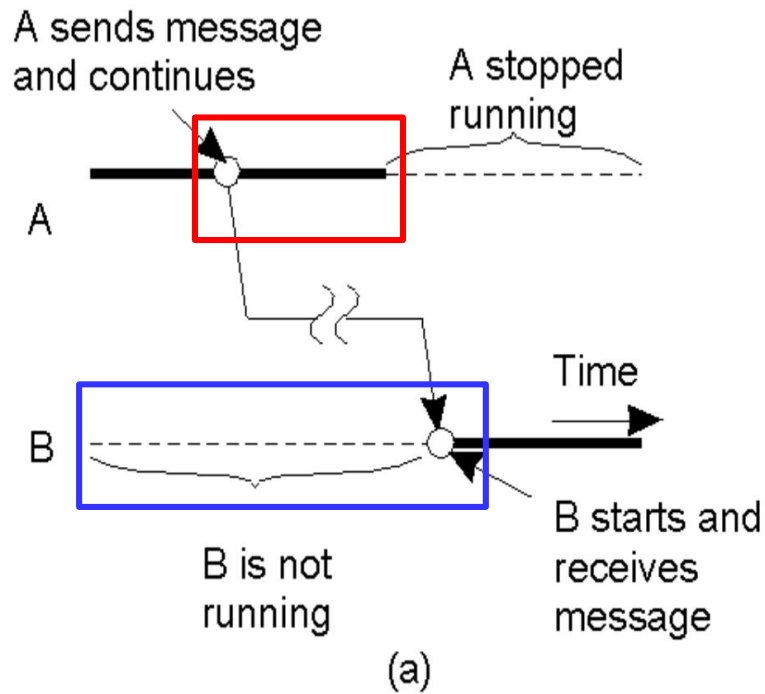 A sends message
and continues
A stopped
running
A
Time
B
B starts and
receives
message
B is not
running
(a)